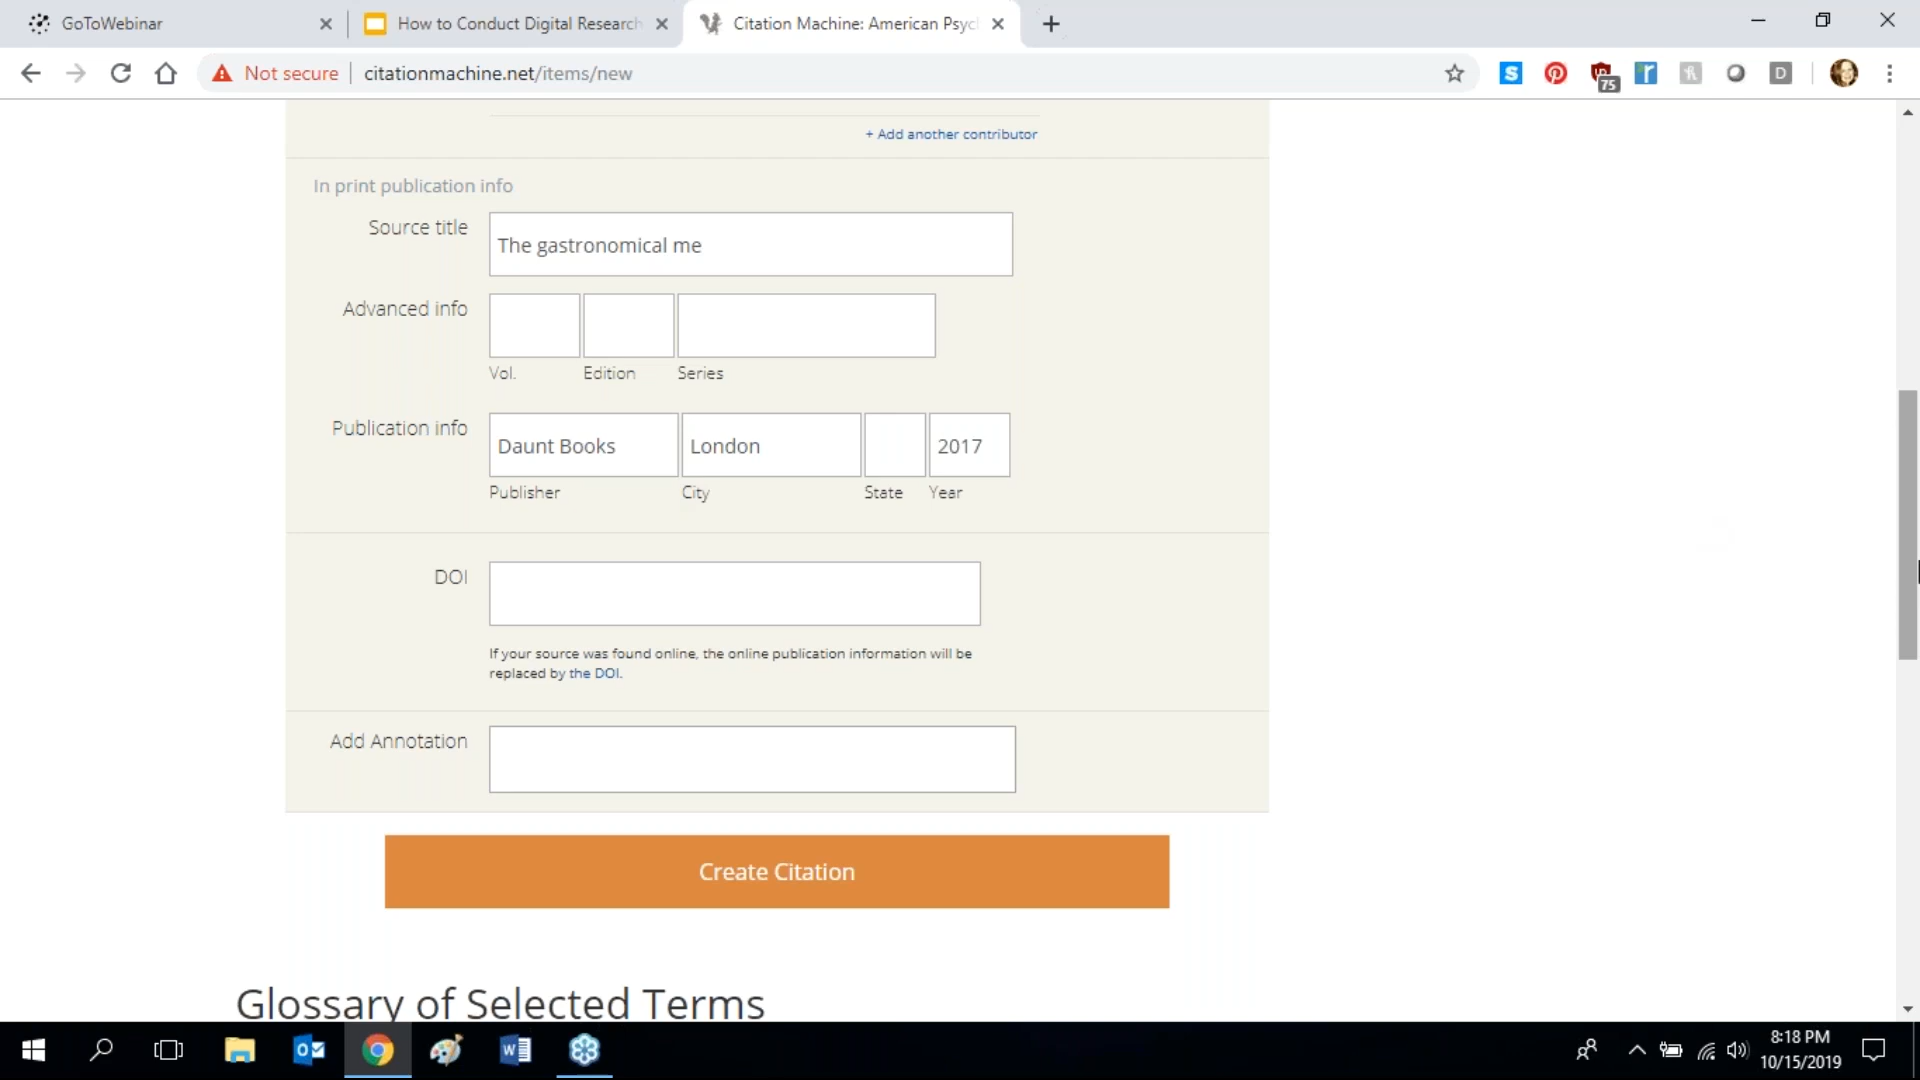 GoToWebinar
How to Conduct Digital Research
Citation Machine: American Psyc
Not secure
citationmachine.net/items/new
75
+ Add another contributor
In print publication info
Source title
The gastronomical me
Advanced info
Vol.
Edition
Series
Publication info
Daunt Books
London
2017
Publisher
City
State
Year
DOI
If your source was found online, the online publication information will be
replaced by the DOI.
Add Annotation
Create Citation
Glossary of Selected Terms
8:18 PM
10/15/2019